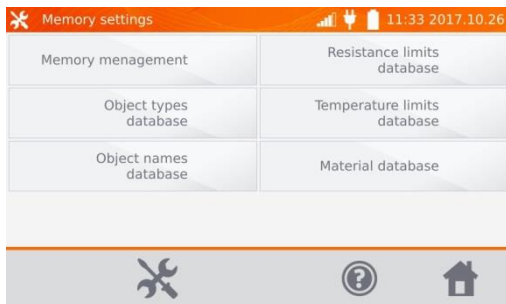 Memory settings
11:33 2017.10.26
Memory menagement
Resistance limits
database
Object types
database
Temperature limits
database
Object names
database
Material database
?